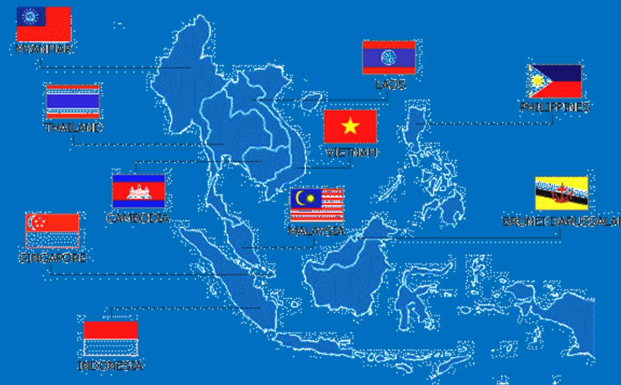 MYANMAR
LAOS
PHILIPPINES
THAILAND
VIETNAM
CAMBODIA
MALAYSIA
BRUNEI DARUSSALAM
SINGAPORE
INDONESIA